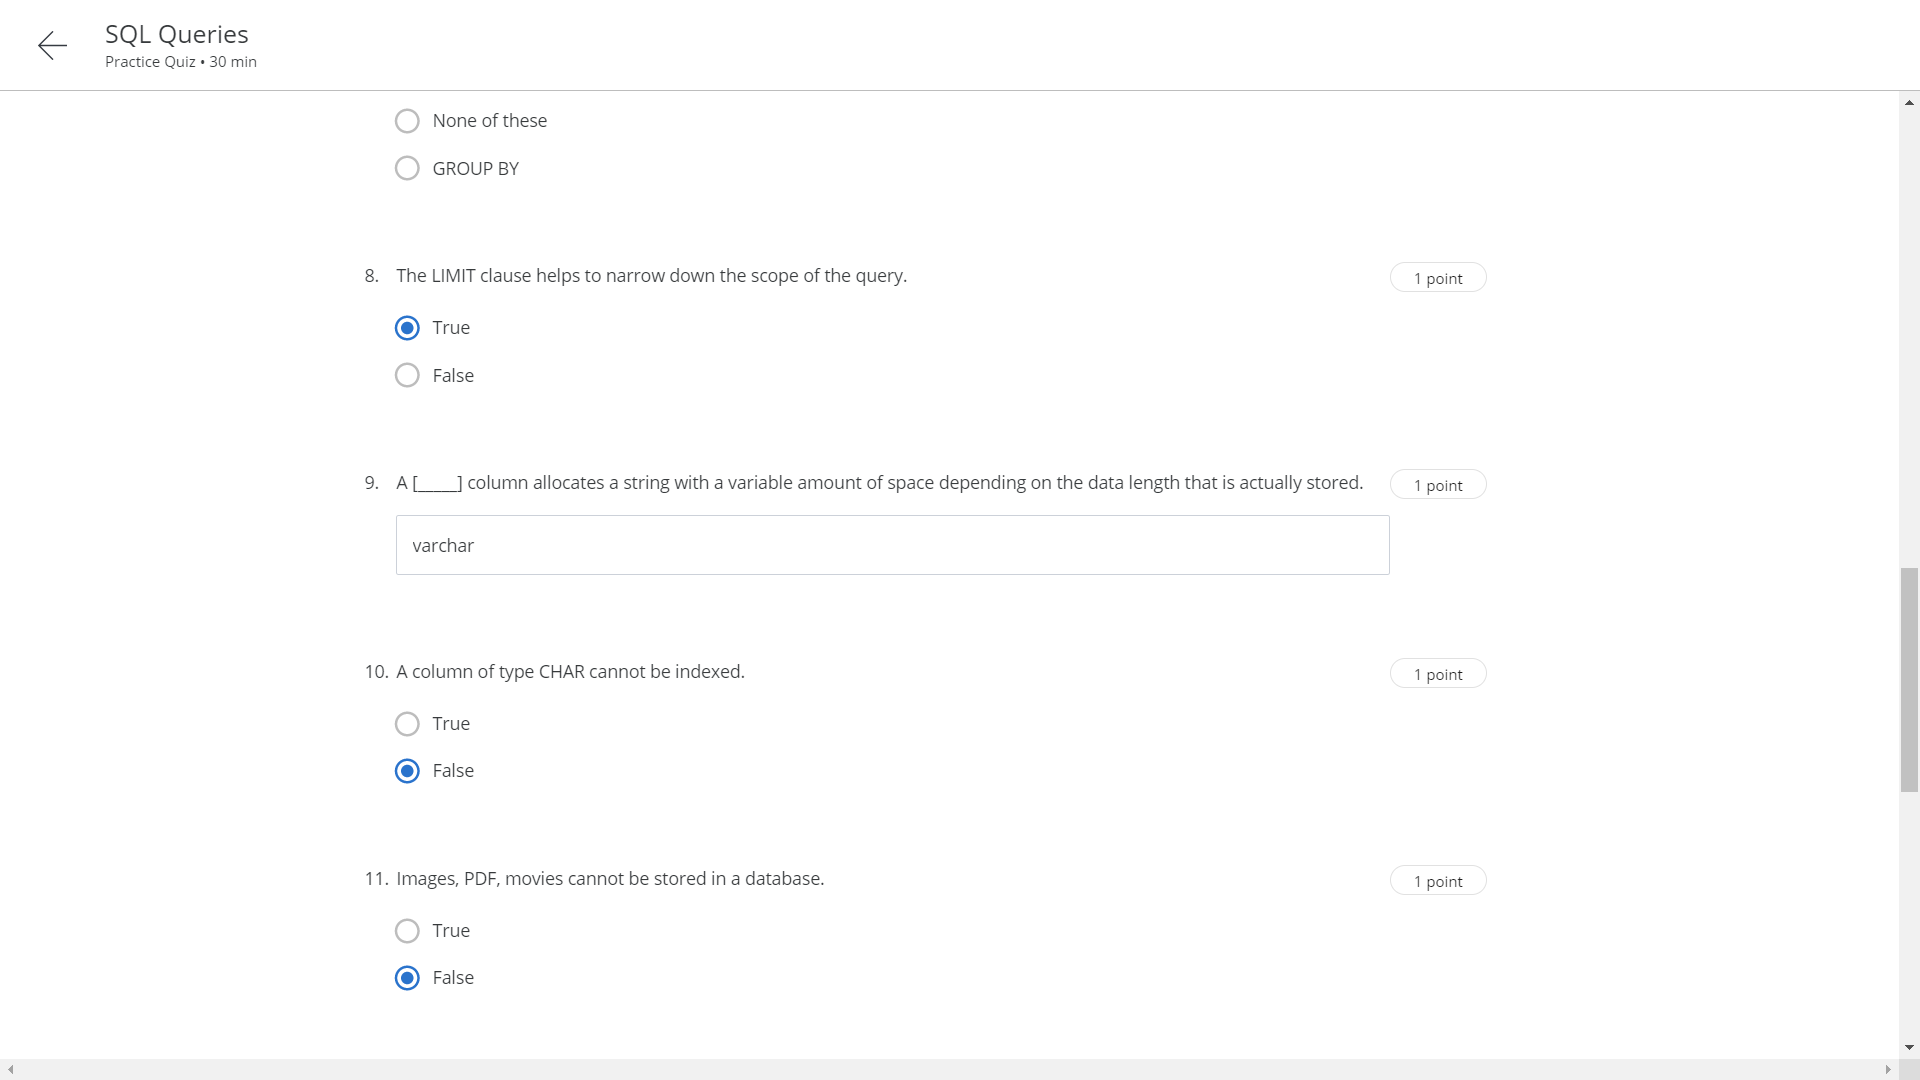 SQL Queries
Practice Quiz • 30 min
None of these
GROUP BY
8. The LIMIT clause helps to narrow down the scope of the query.
1 point
True
False
9. A [_____] column allocates a string with a variable amount of space depending on the data length that is actually stored.
1 point
varchar
10. A column of type CHAR cannot be indexed.
1 point
True
False
11. Images, PDF, movies cannot be stored in a database.
1 point
True
False